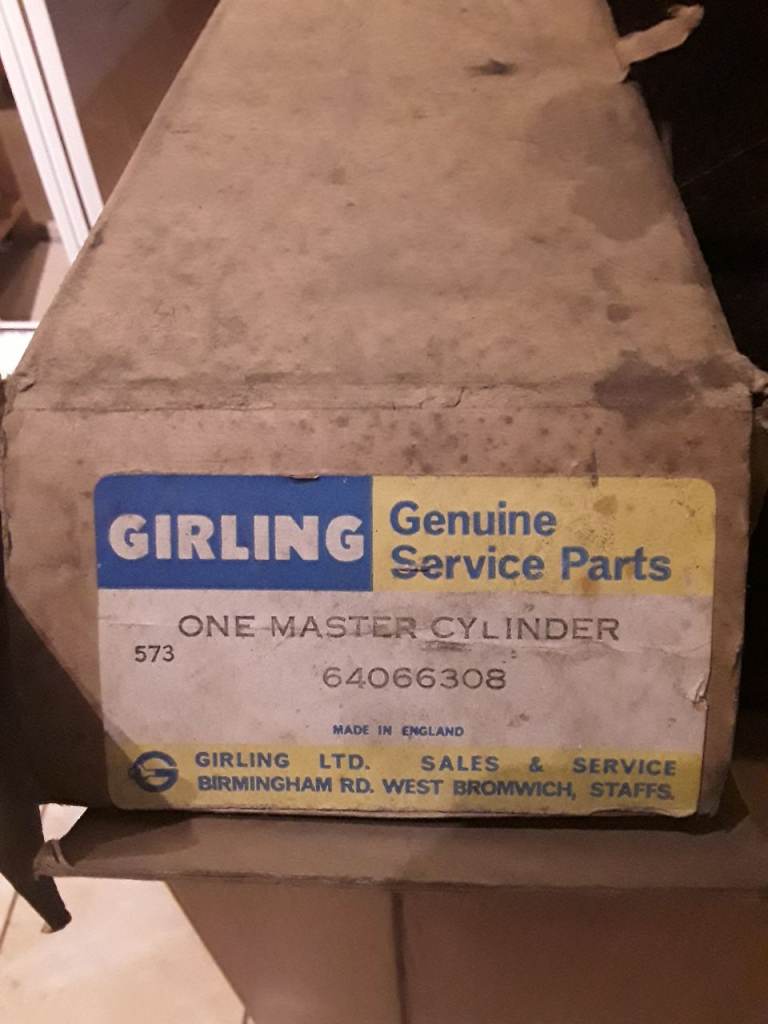 GIRLING
Genuine
Service Parts
ONE MASTER CYLINDER
573
64066308
MADE IN ENGLAND
GIRLING LTD. SALES & SERVICE
BIRMINGHAM RD. WEST BROMWICH, STAFFS.